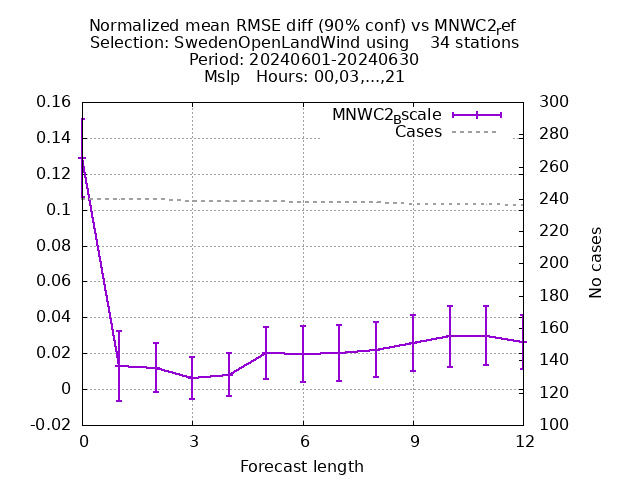 Normalized mean RMSE diff (90% conf) vs MNWC2_ref
Selection: SwedenOpenLandWind using 34 stations
Period: 20240601-20240630
Mslp Hours: 00,03,...,21
MNWC2_Bscale
Cases
0.16
0.14
0.12
0.1
0.08
0.06
0.04
0.02
0
-0.02
300
280
260
240
220
200
180
160
140
120
100
No cases
0 3 6 9 12
Forecast length